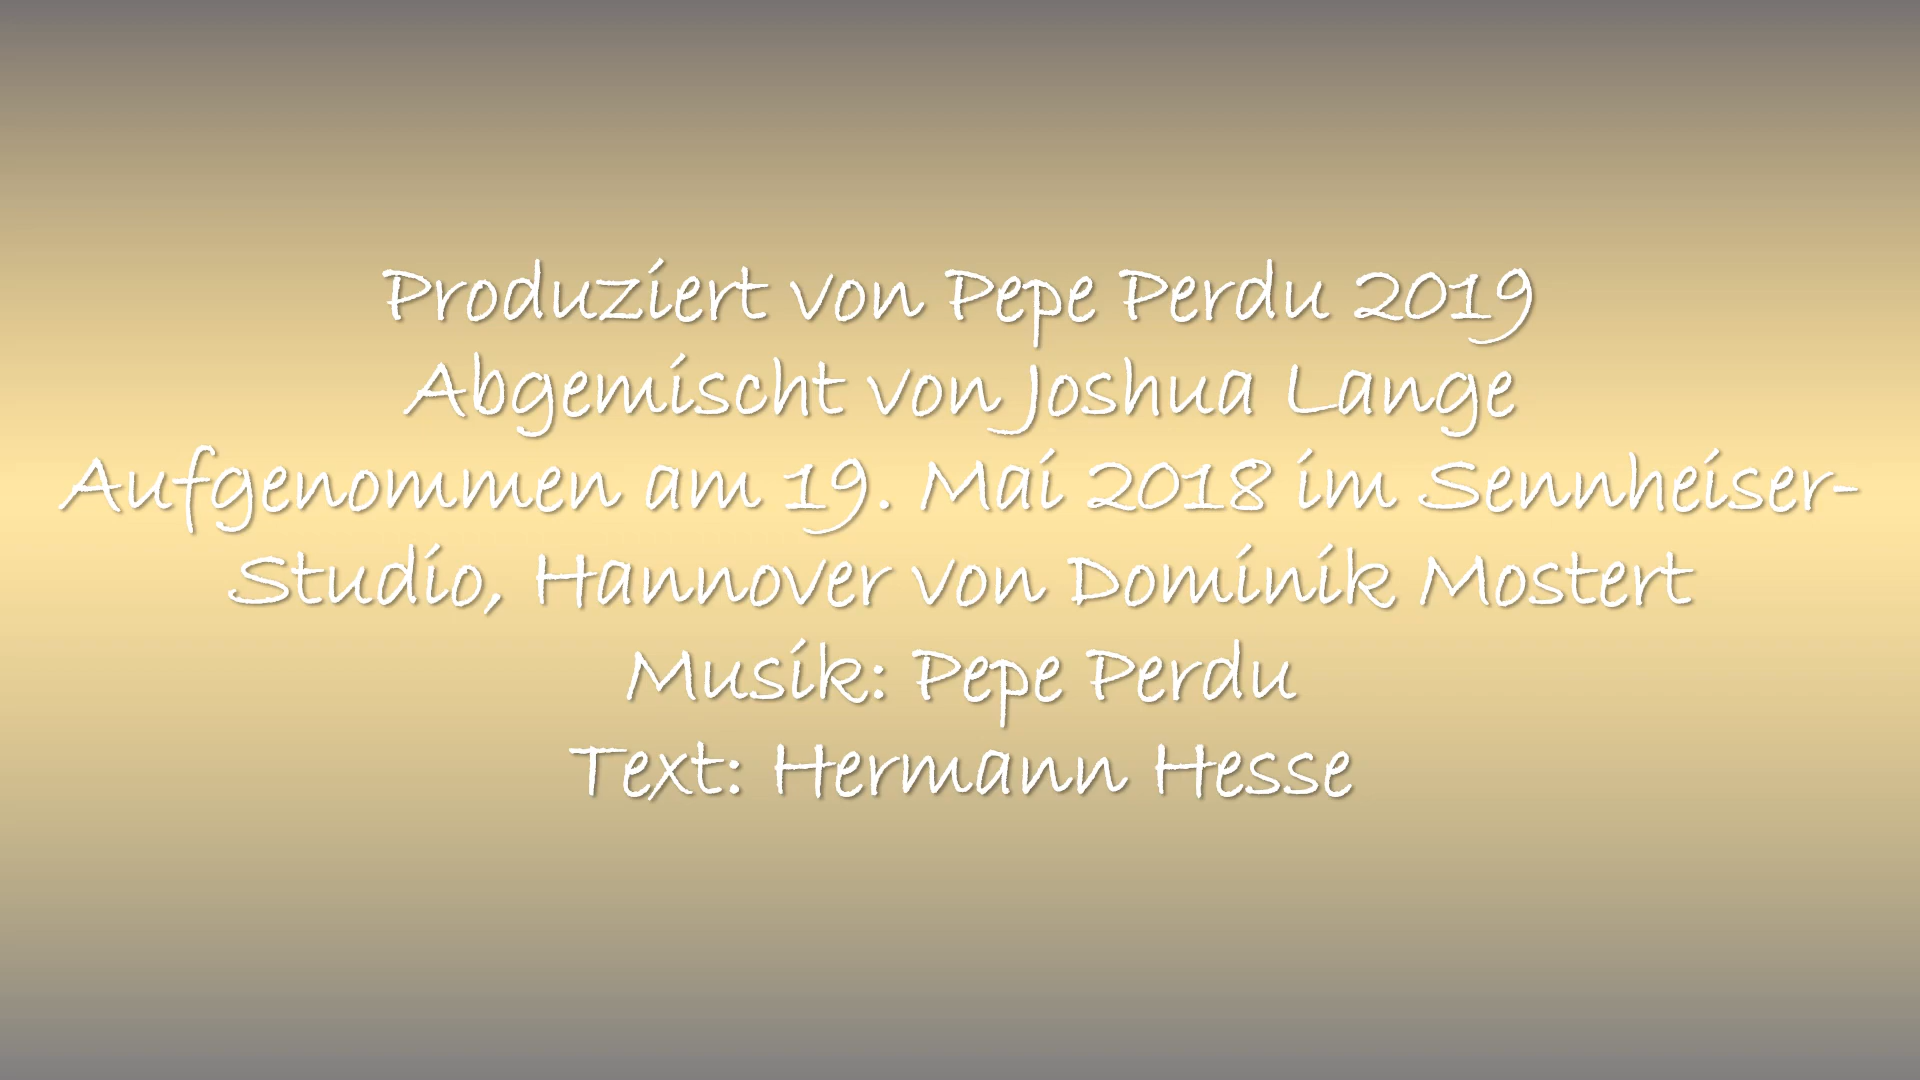 Produziert von Pepe Perdu 2019
Abgemischt von Joshua Lange
Aufgenommen am 19. Mai 2018 im Sennheiser-
Studio, Hannover von Dominik Mostert
Musik: Pepe Perdu
Text: Hermann Hesse